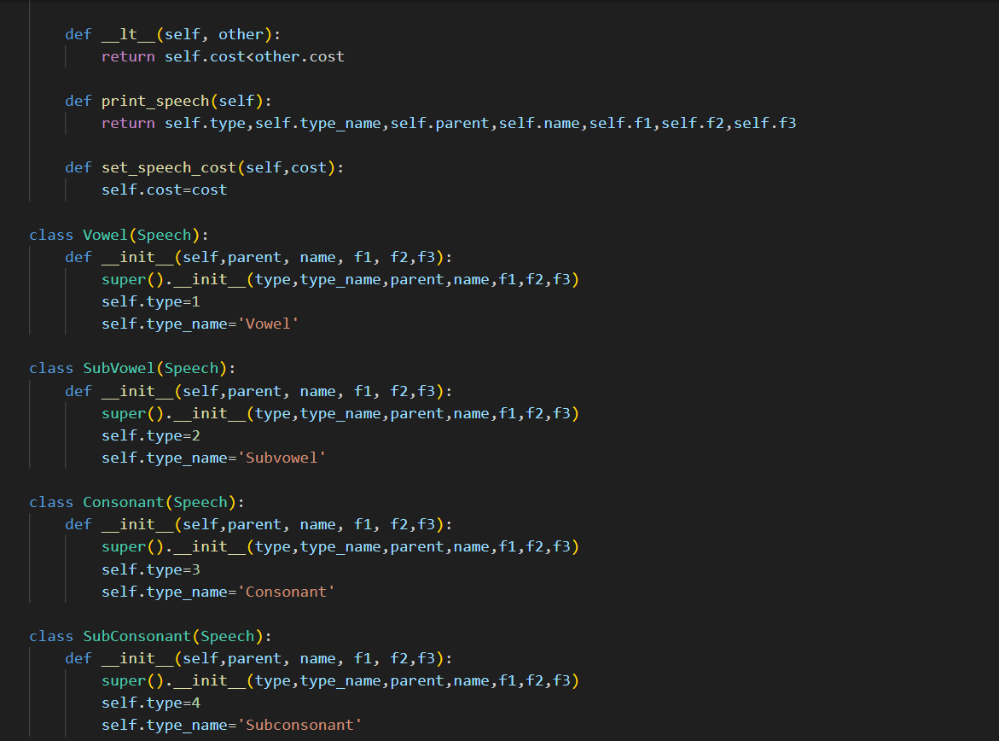 def __lt__(self, other):
return self.cost<other.cost
def print_speech(self):
return self.type,self.type_name,self.parent,self.name,self.f1,self.f2,self.f3
def set_speech_cost(self,cost):
self.cost=cost
class Vowel(Speech):
def __init__(self,parent, name, f1, f2,f3):
super().__init__(type,type_name,parent,name,f1,f2,f3)
self.type=1
self.type_name='Vowel'
class SubVowel(Speech):
def __init__(self,parent, name, f1, f2,f3):
super().__init__(type,type_name,parent,name,f1,f2,f3)
self.type=2
self.type_name='Subvowel'
class Consonant(Speech):
def __init__(self,parent, name, f1, f2,f3):
super().__init__(type,type_name,parent,name,f1,f2,f3)
self.type=3
self.type_name='Consonant'
class SubConsonant(Speech):
def __init__(self,parent, name, f1, f2,f3):
super().__init__(type,type_name,parent,name,f1,f2,f3)
self.type=4
self.type_name='Subconsonant'